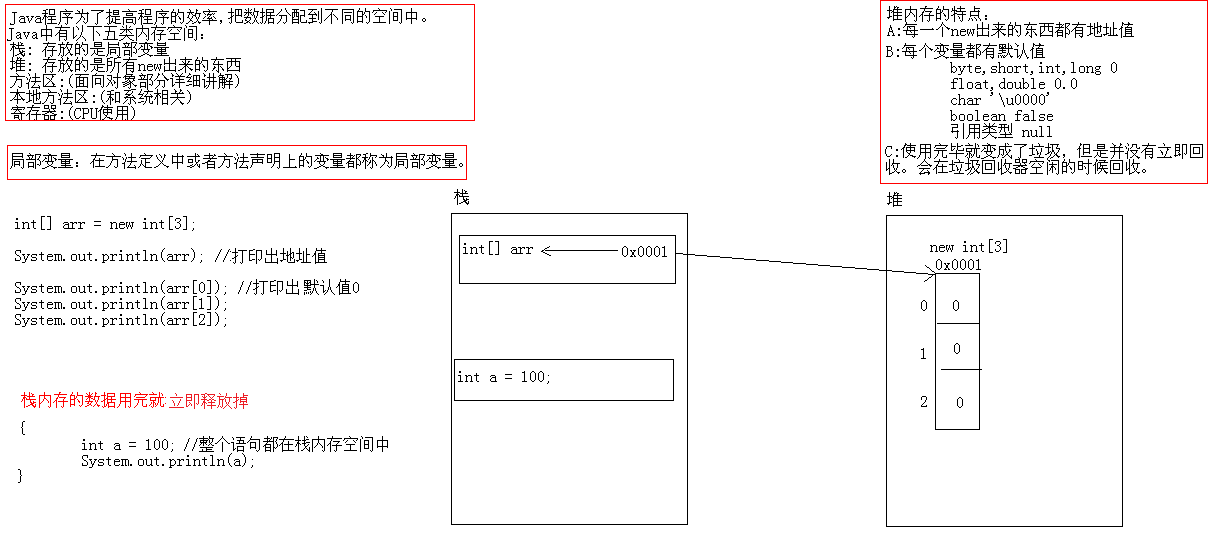 Java程序为了提高程序的效率,把数据分配到不同的空间中。
Java中有以下五类内存空间:
栈: 存放的是局部变量
堆: 存放的是所有new出来的东西
方法区:(面向对象部分详细讲解)
本地方法区:(和系统相关)
寄存器:(CPU使用)
局部变量: 在方法定义中或者方法声明上的变量都称为局部变量。
int[] arr = new int[3];
System.out.println(arr); //打印出地址值
System.out.println(arr[0]); //打印出默认值0
System.out.println(arr[1]);
System.out.println(arr[2]);
栈内存的数据用完就立即释放掉
{
int a = 100; //整个语句都在栈内存空间中
System.out.println(a);
}
栈
int[] arr
0x0001
int a = 100;
堆内存的特点:
A:每一个new出来的东西都有地址值
B:每个变量都有默认值
byte,short,int,long 0
float,double 0.0
char '\u0000'
boolean false
引用类型 null
C:使用完毕就变成了垃圾, 但是并没有立即回
收。会在垃圾回收器空闲的时候回收。
堆
new int[3]
0x0001
0 0
1 0
2 0